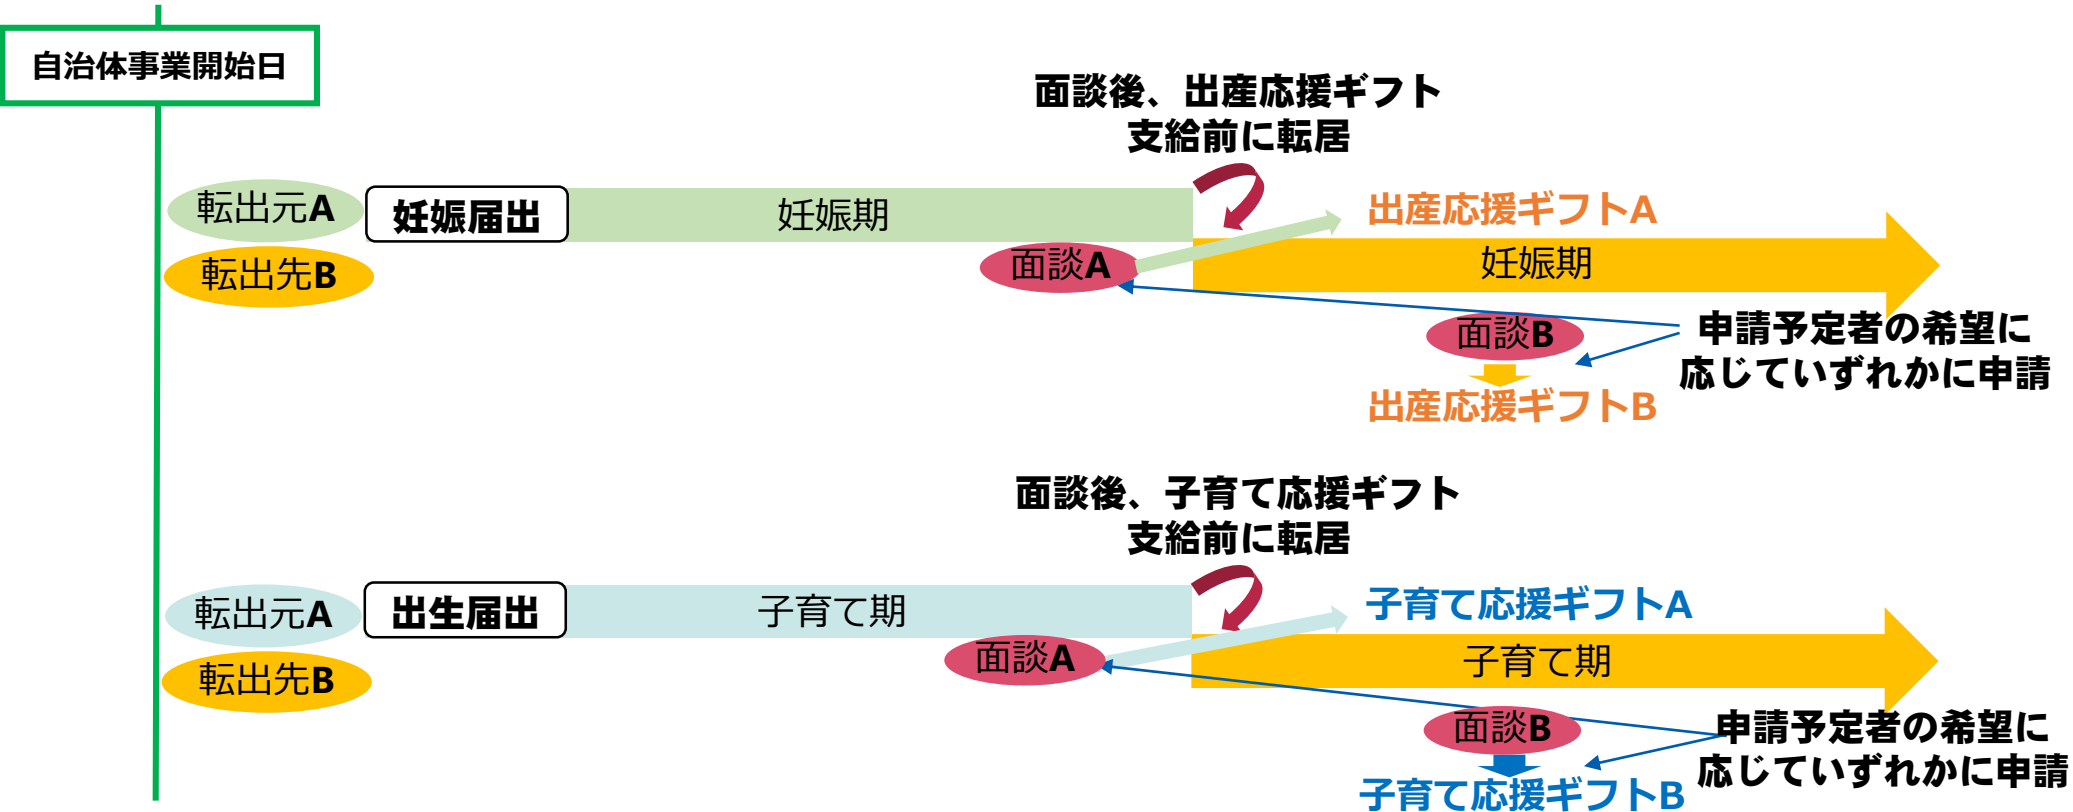 自治体事業開始日
面談後、出産応援ギフト
支給前に転居
転出元A
妊娠届出
妊娠期
出産応援ギフトA
転出先B
面談A
妊娠期
申請予定者の希望に
応じていずれかに申請
面談B
出産応援ギフトB
面談後、子育て応援ギフト
支給前に転居
転出元A
出生届出
子育て期
子育て応援ギフトA
転出先B
面談A
子育て期
申請予定者の希望に
応じていずれかに申請
面談B
子育て応援ギフトB